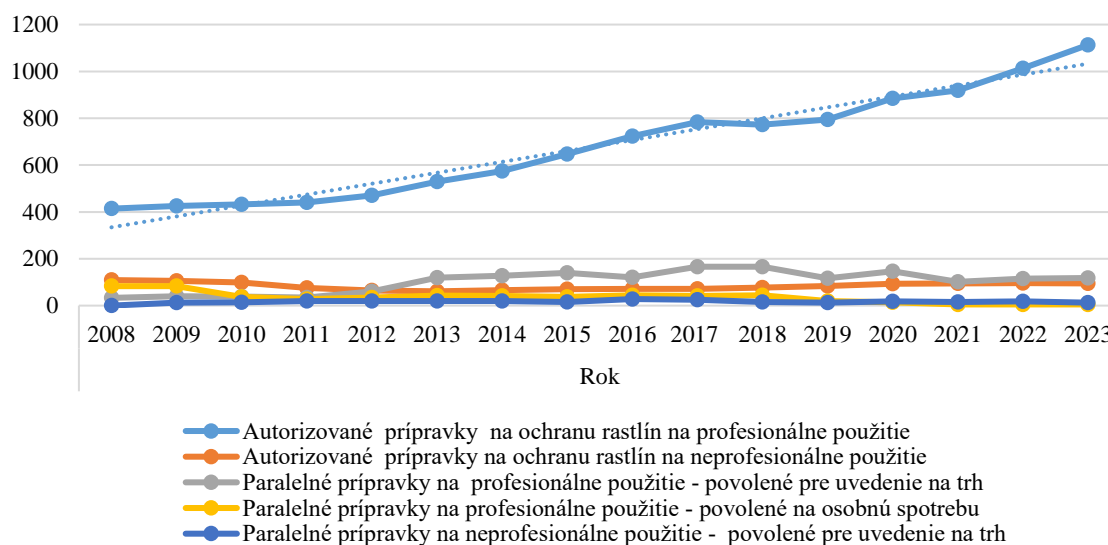 1200
1000
800
600
400
200
0
2008 2009 2010 2011 2012 2013 2014 2015 2016 2017 2018 2019 2020 2021 2022 2023
Rok
Autorizované prípravky na ochranu rastlín na profesionálne použitie
Autorizované prípravky na ochranu rastlín na neprofesionálne použitie
Paralelné prípravky na profesionálne použitie - povolené pre uvedenie na trh
Paralelné prípravky na profesionálne použitie - povolené na osobnú spotrebu
Paralelné prípravky na neprofesionálne použitie - povolené pre uvedenie na trh